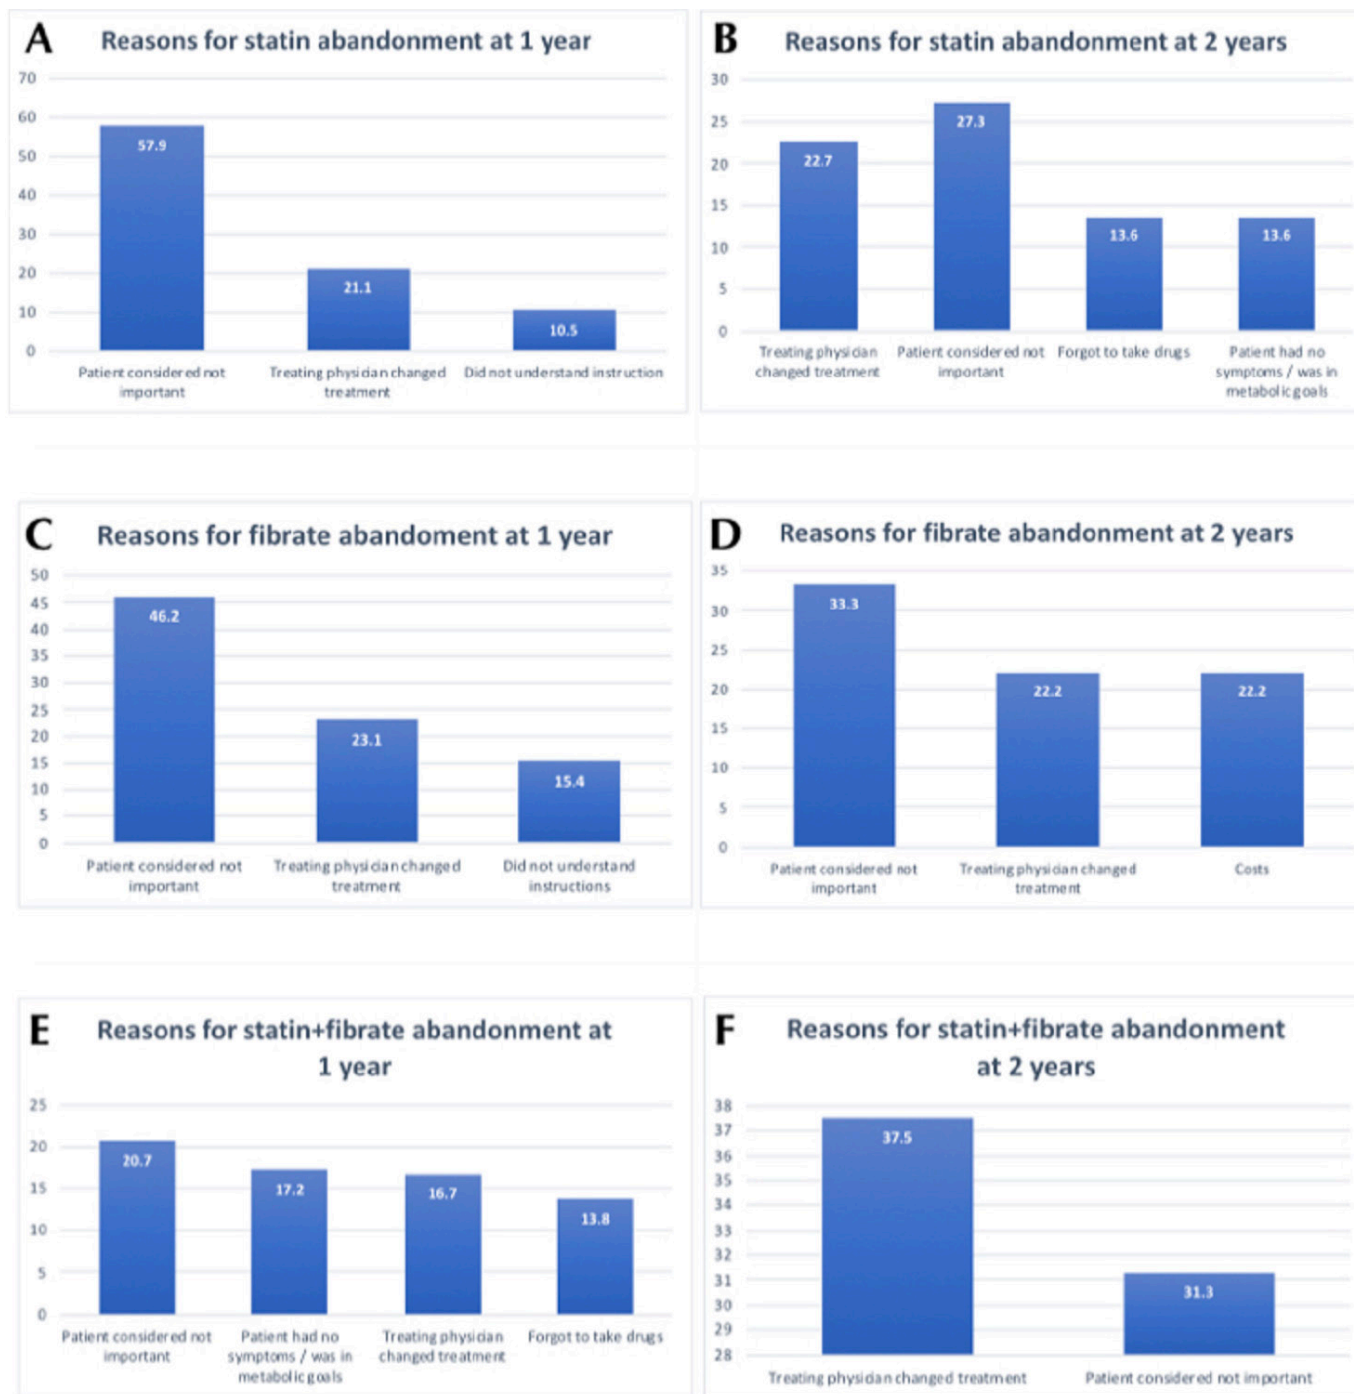 A
Reasons for statin abandonment at 1 year
70
60
50
40
30
20
10
0
57.9
21.1
10.5
Patient considered not
important
Treating physician changed
treatment
Did not understand instruction
B
Reasons for statin abandonment at 2 years
30
25
20
15
10
5
0
22.7
27.3
13.6
13.6
Treating physician
changed treatment
Patient considered not
important
Forgot to take drugs
Patient had no
symptoms / was in
metabolic goals
C
Reasons for fibrate abandoment at 1 year
50
45
40
35
30
25
20
15
10
5
0
46.2
23.1
15.4
Patient considered not
important
Treating physician changed
treatment
Did not understand
instructions
D
Reasons for fibrate abandonment at 2 years
35
30
25
20
15
10
5
0
33.3
22.2
22.2
Patient considered not
important
Treating physician changed
treatment
Costs
E
Reasons for statin+fibrate abandonment at
1 year
25
20
15
10
5
0
20.7
17.2
16.7
13.8
Patient considered not
important
Patient had no
symptoms / was in
metabolic goals
Treating physician
changed treatment
Forgot to take drugs
F
Reasons for statin+fibrate abandonment
at 2 years
38
37
36
35
34
33
32
31
30
29
28
37.5
31.3
Treating physician changed treatment
Patient considered not important